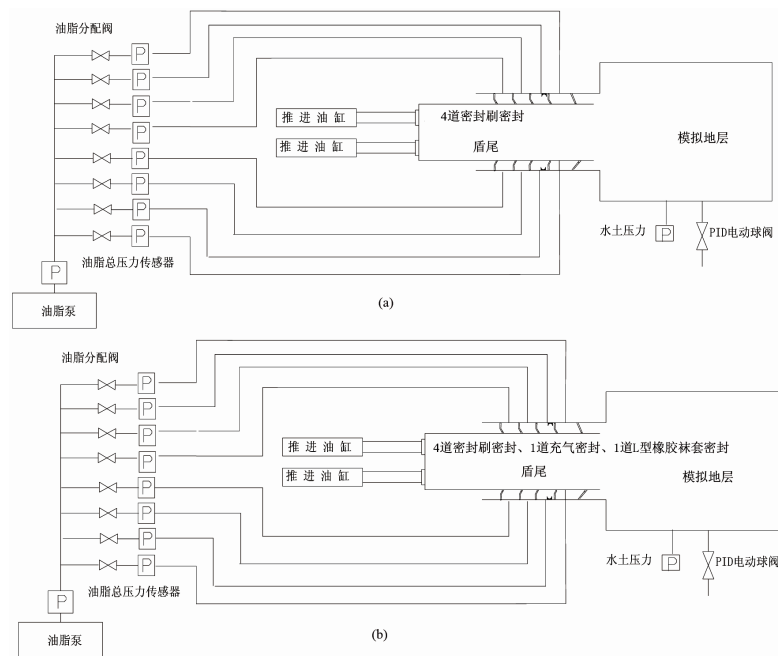 油脂分配阀
P
P
P
P
P
P
P
P
推进油缸
推进油缸
4道密封刷密封
盾尾
模拟地层
水土压力
P
PID电动球阀
油脂总压力传感器
P
油脂泵
(a)
油脂分配阀
P
P
P
P
P
P
P
P
推进油缸
推进油缸
4道密封刷密封、1道充气密封、1道L型橡胶袜套密封
盾尾
模拟地层
水土压力
P
PID电动球阀
油脂总压力传感器
P
油脂泵
(b)